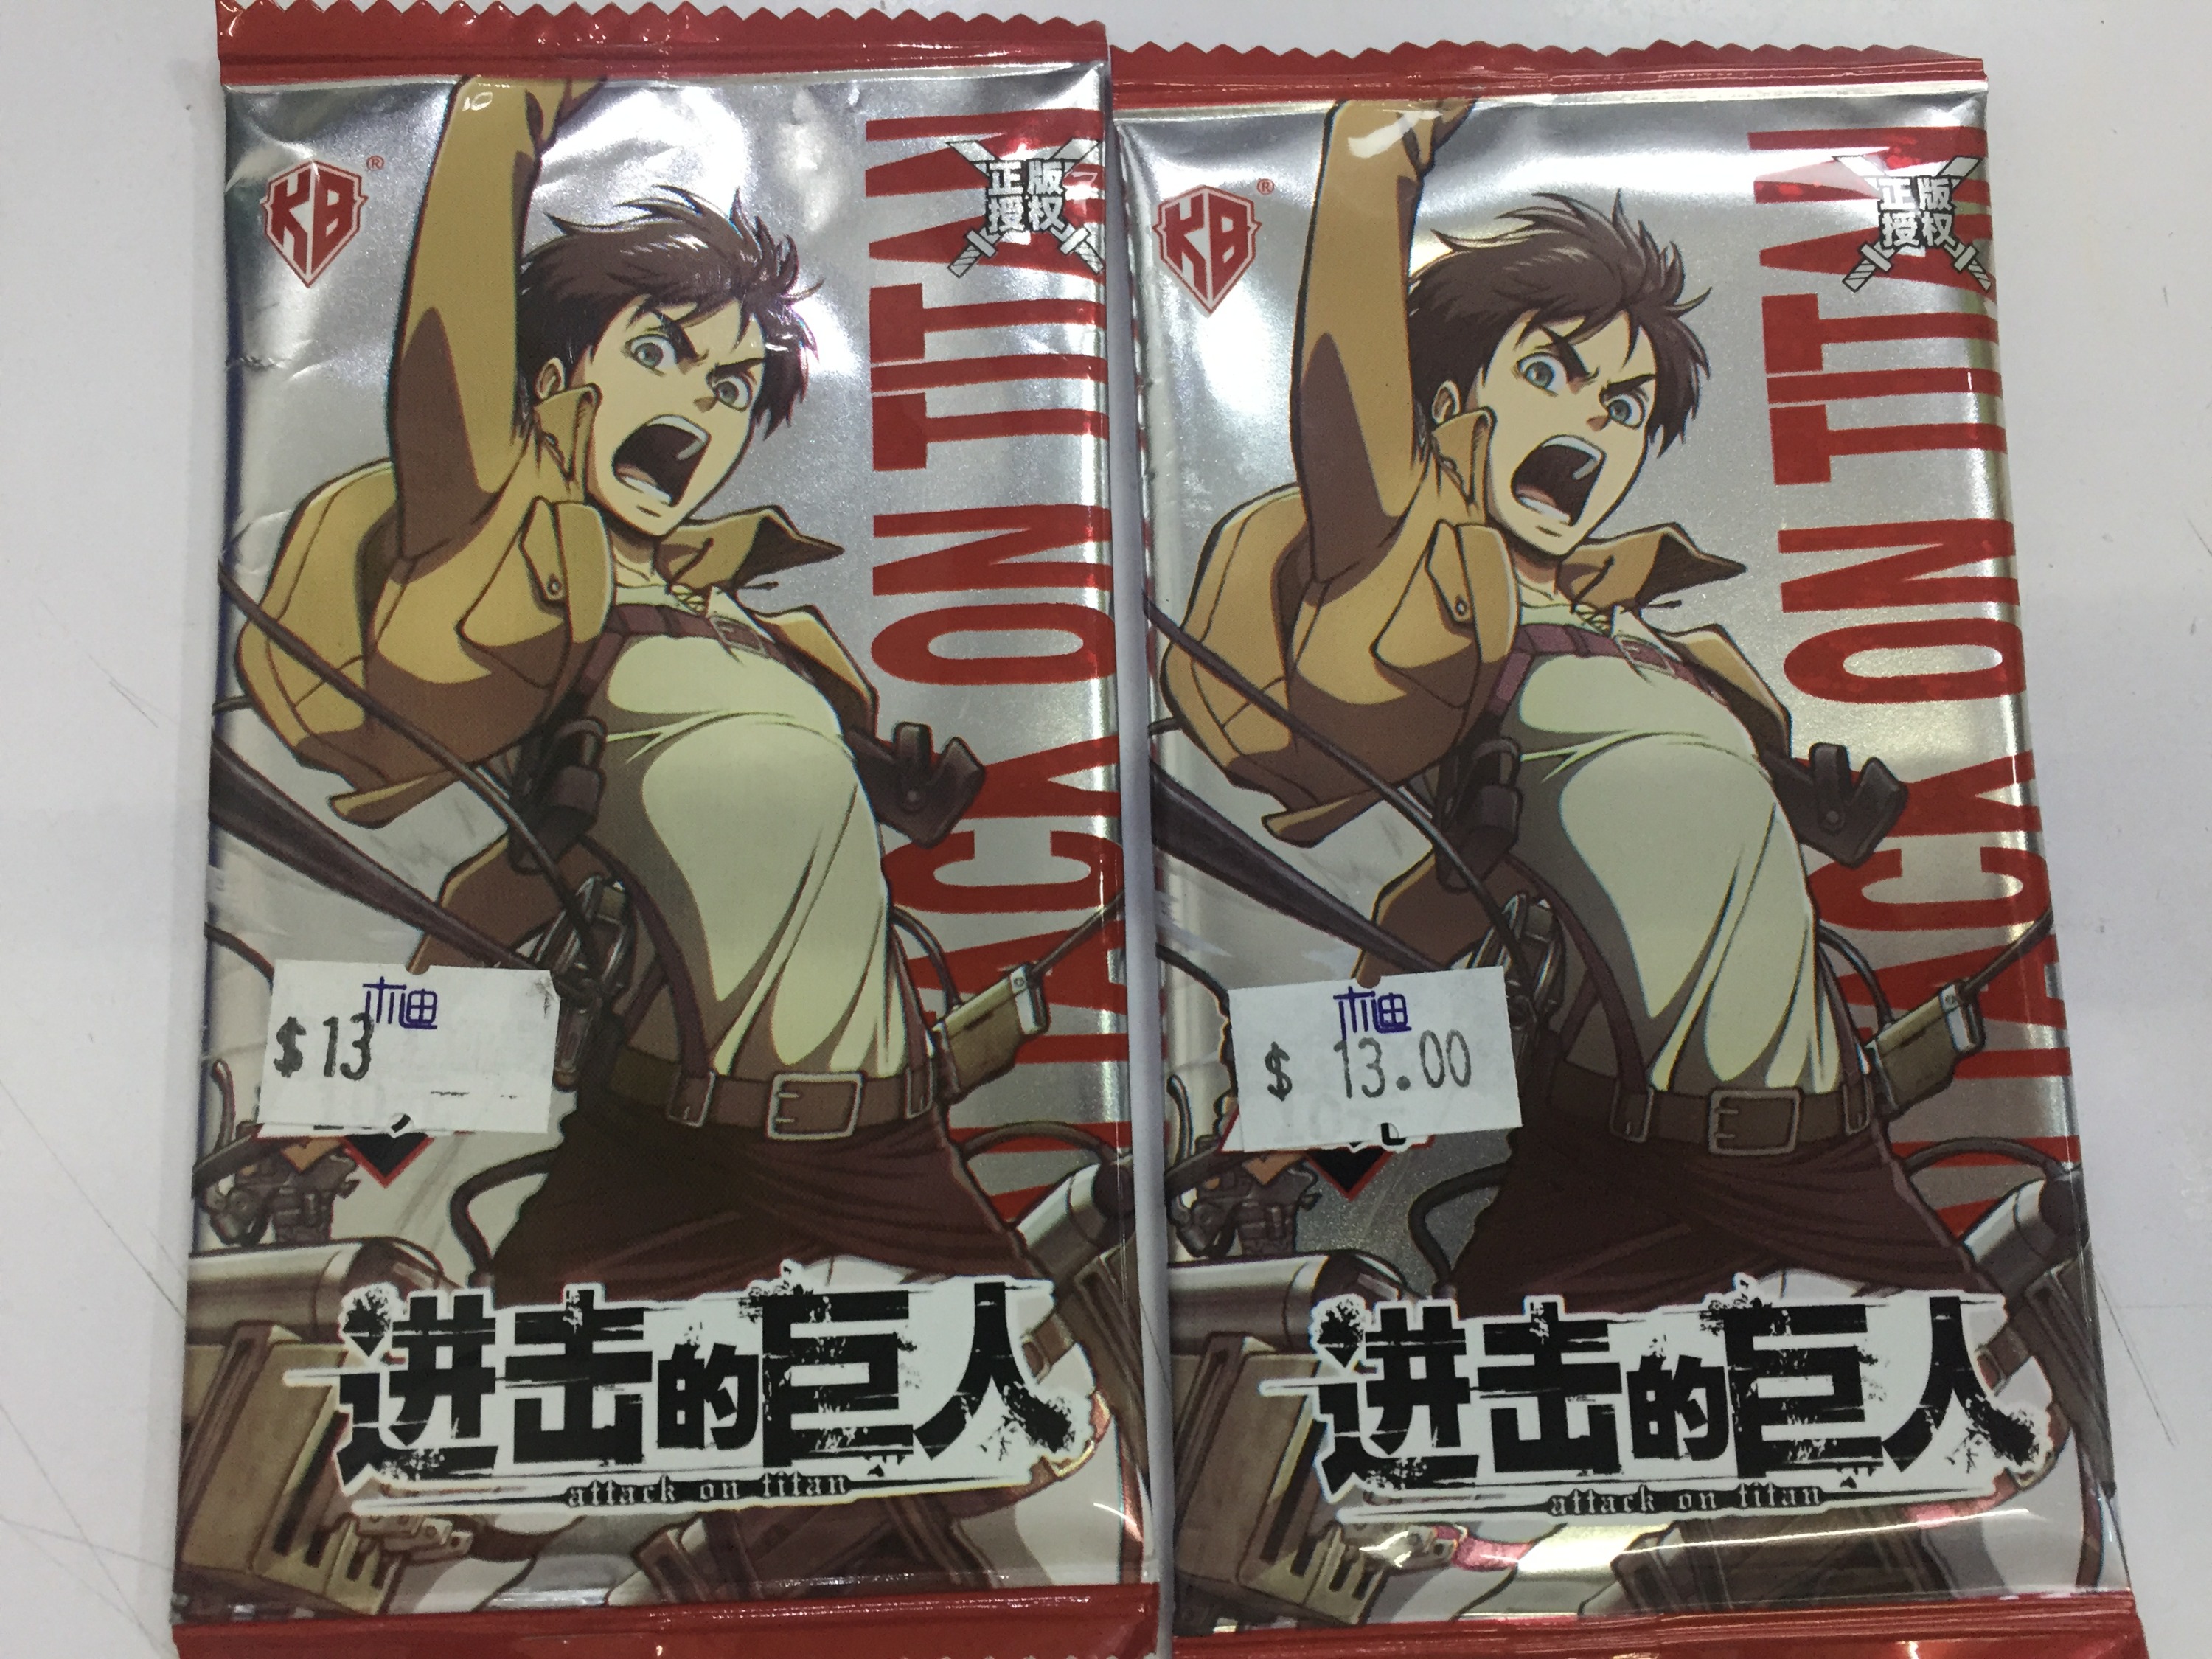 KB®
正版
授权
ATTACK ON TITAN
$13
进击的巨人
attack on titan
KB®
正版
授权
ATTACK ON TITAN
$ 13.00
进击的巨人
attack on titan